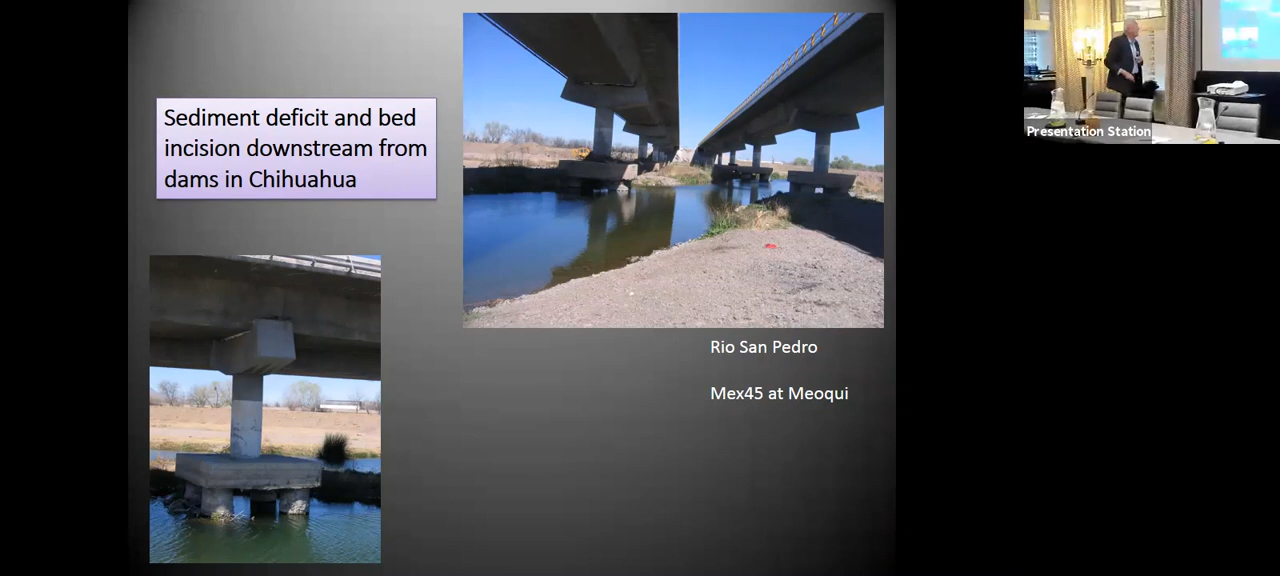 Sediment deficit and bed
incision downstream from
dams in Chihuahua
Presentation Station
Rio San Pedro
Mex45 at Meoqui